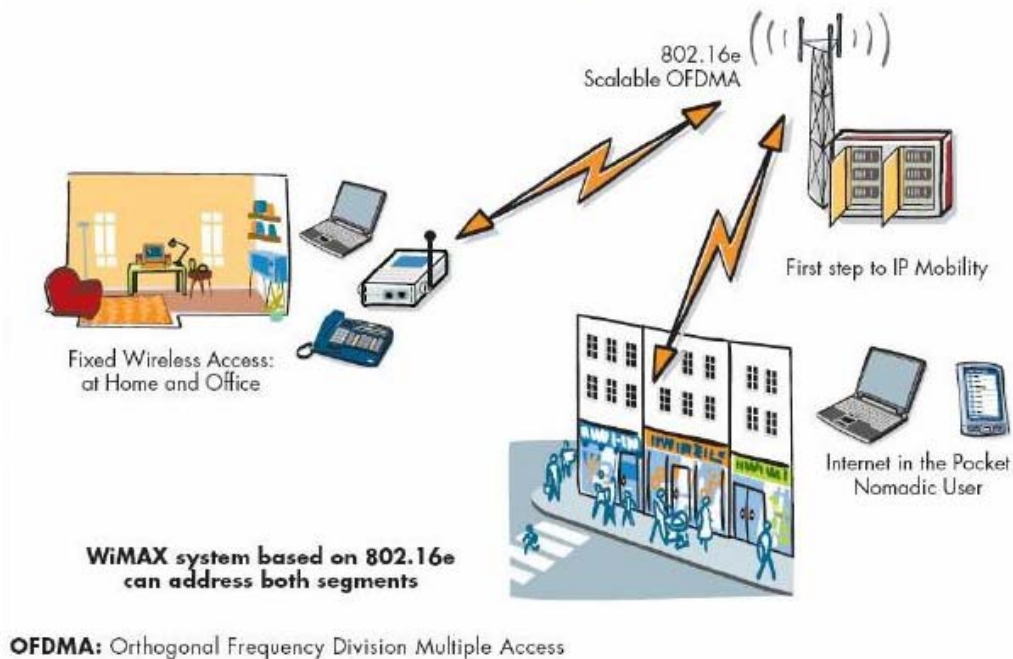 802.16e
Scalable OFDMA
First step to IP Mobility
Fixed Wireless Access:
at Home and Office
Internet in the Pocket
Nomadic User
WiMAX system based on 802.16e
can address both segments
OFDMA: Orthogonal Frequency Division Multiple Access